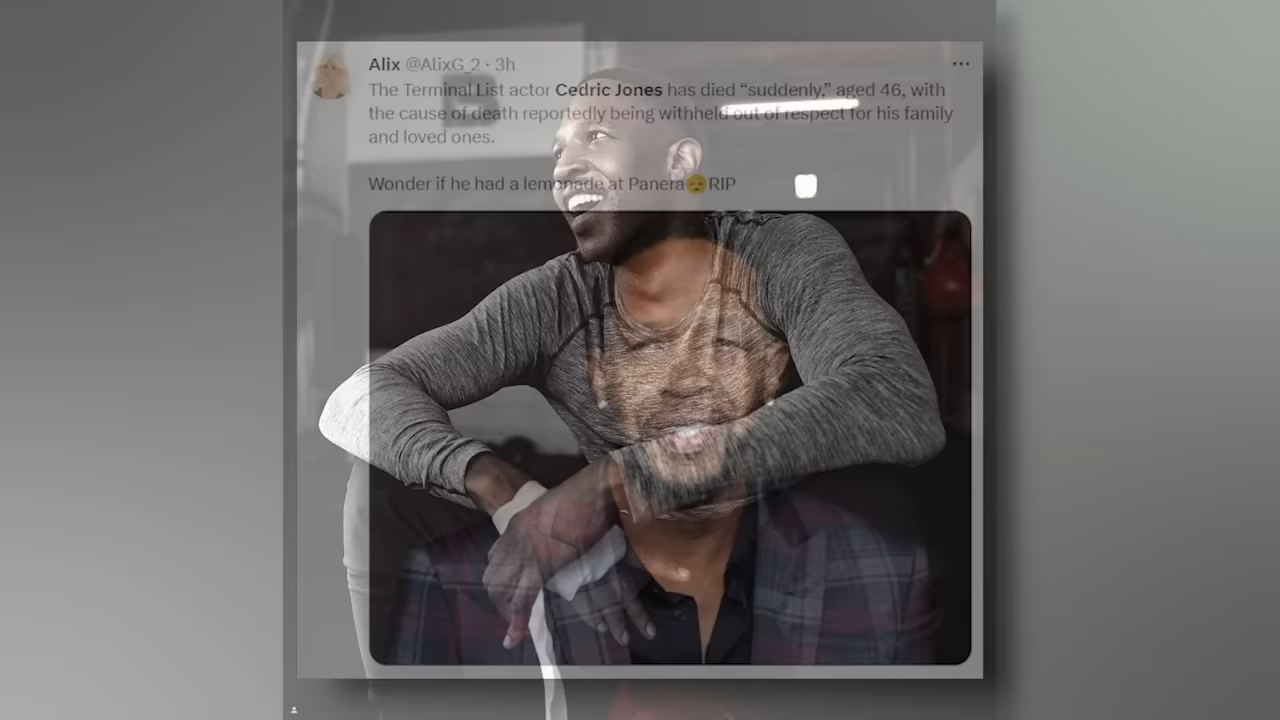 Alix @AlixG_2 · 3h
The Terminal List actor Cedric Jones has died “suddenly,” aged 46, with
the cause of death reportedly being withheld out of respect for his family
and loved ones.
Wonder if he had a lemonade at Panera😔RIP